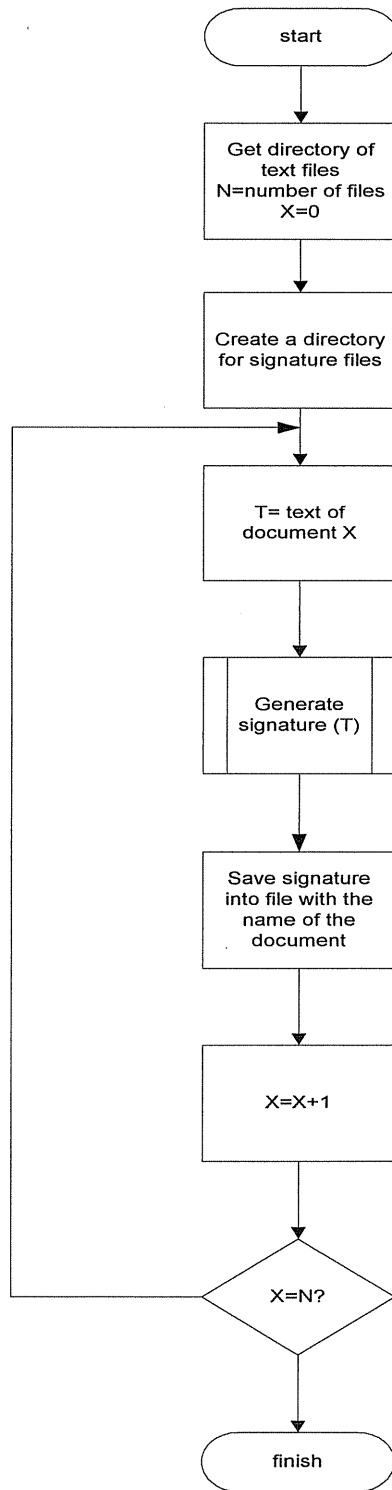 start
Get directory of
text files
N=number of files
X=0
Create a directory
for signature files
T= text of
document X
Generate
signature (T)
Save signature
into file with the
name of the
document
X=X+1
X=N?
finish